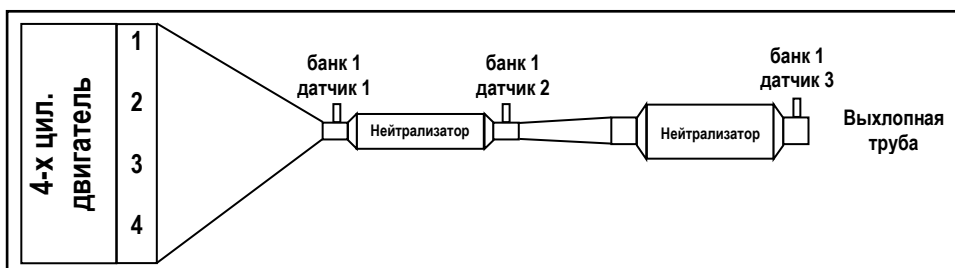 4-х цил.
двигатель
1
2
3
4
банк 1
датчик 1
Нейтрализатор
банк 1
датчик 2
Нейтрализатор
банк 1
датчик 3
Выхлопная
труба